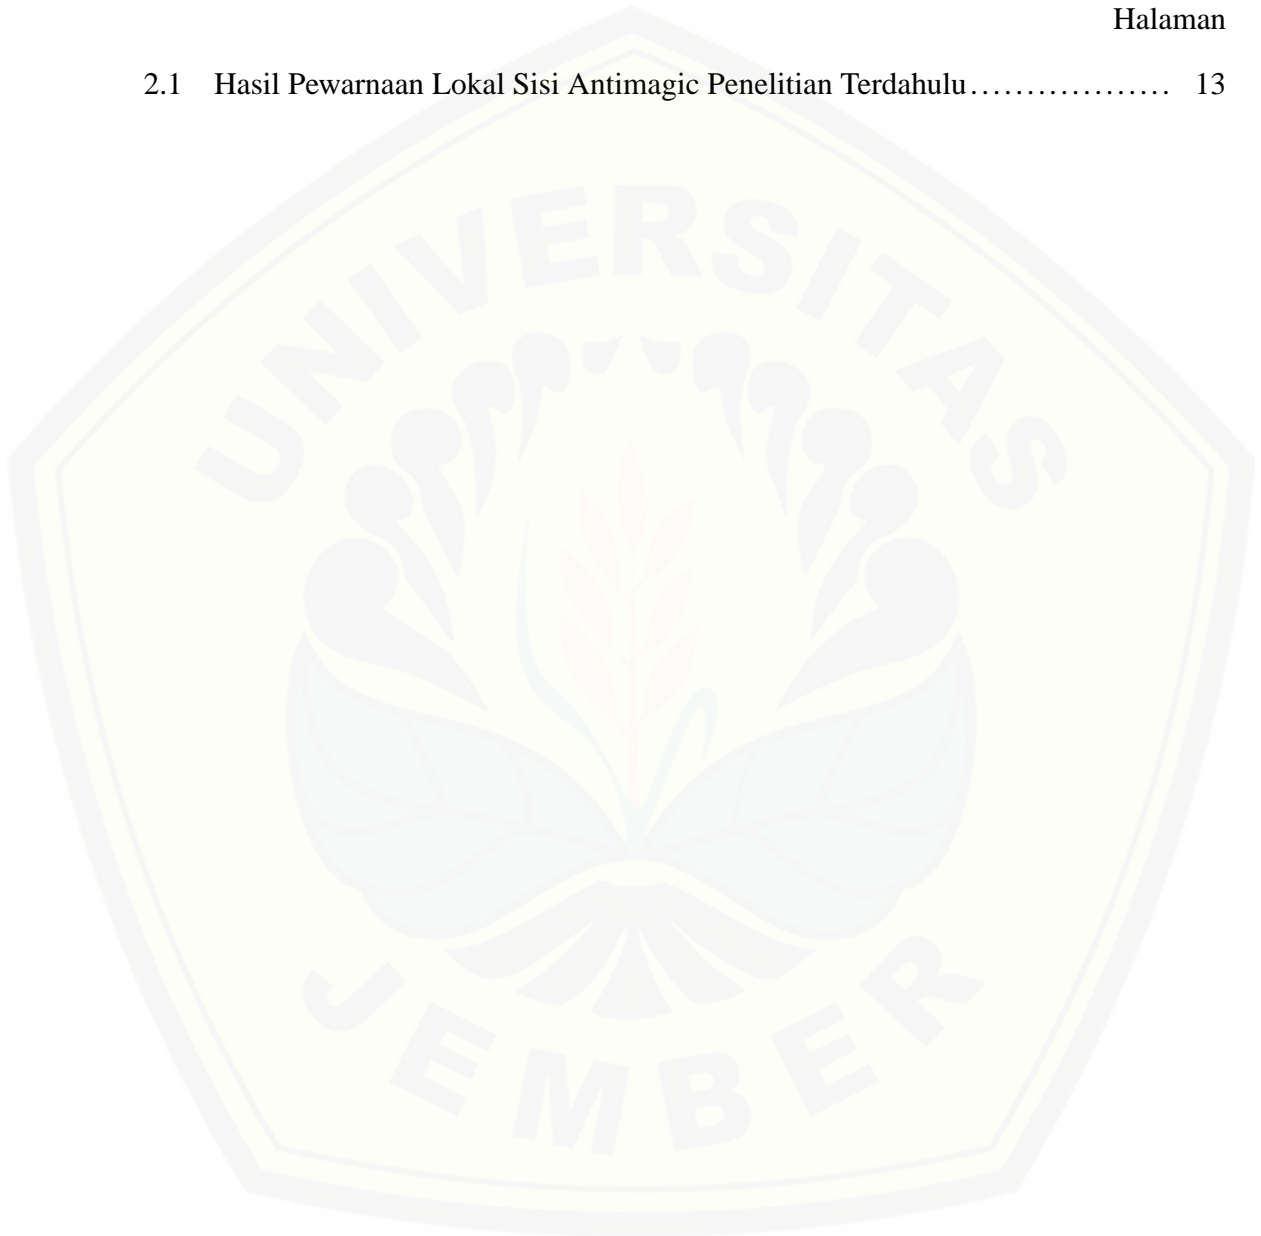 Halaman
2.1 Hasil Pewarnaan Lokal Sisi Antimagic Penelitian Terdahulu.................. 13
UNIVERSITAS
JEMBER